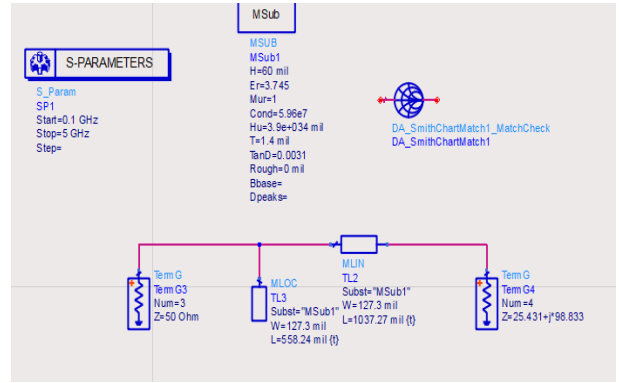 MSub
MSUB
MSub1
H=60 mil
Er=3.745
Mur=1
Cond=5.96e7
Hu=3.9e+034 mil
T=1.4 mil
TanD=0.0031
Rough=0 mil
Bbase=
Dpeaks=
S-PARAMETERS
S_Param
SP1
Start=0.1 GHz
Stop=5 GHz
Step=
DA_SmithChartMatch1_MatchCheck
DA_SmithChartMatch1
TermG
TermG3
Num=3
Z=50 Ohm
MLOC
TL3
Subst="MSub1"
W=127.3 mil
L=558.24 mil {t}
MLIN
TL2
Subst="MSub1"
W=127.3 mil
L=1037.27 mil {t}
TermG
TermG4
Num=4
Z=25.431+j*98.833